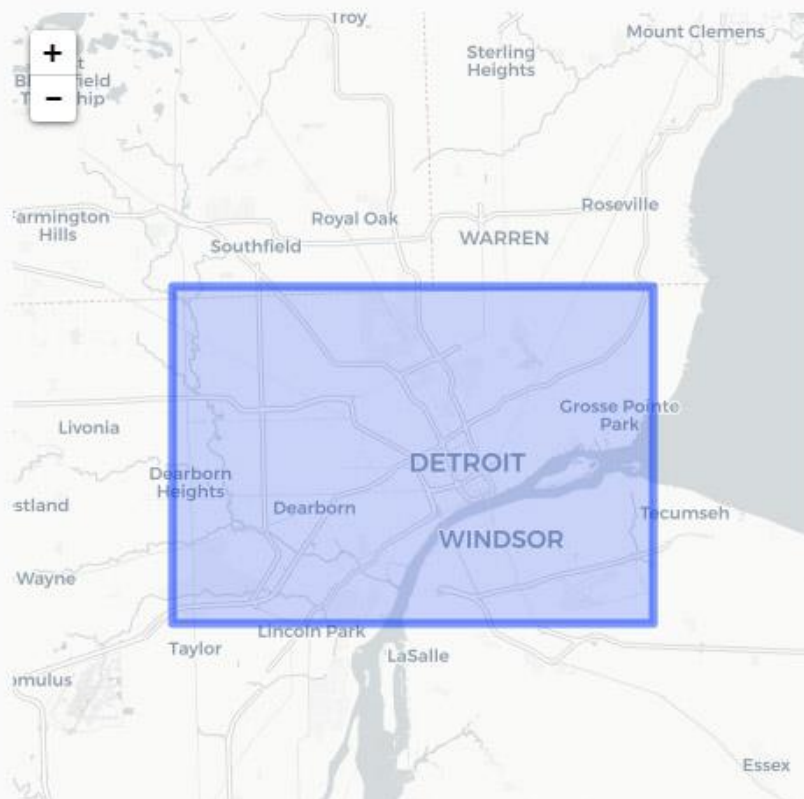 Troy
Mount Clemens
+
Sterling
Heights
−
Roseville
Royal Oak
WARREN
Southfield
Hills
Grosse Pointe
Park
Livonia
DETROIT
Dearborn
Heights
Dearborn
Tecumseh
WINDSOR
Wayne
Lincoln Park
Taylor
LaSalle
Essex